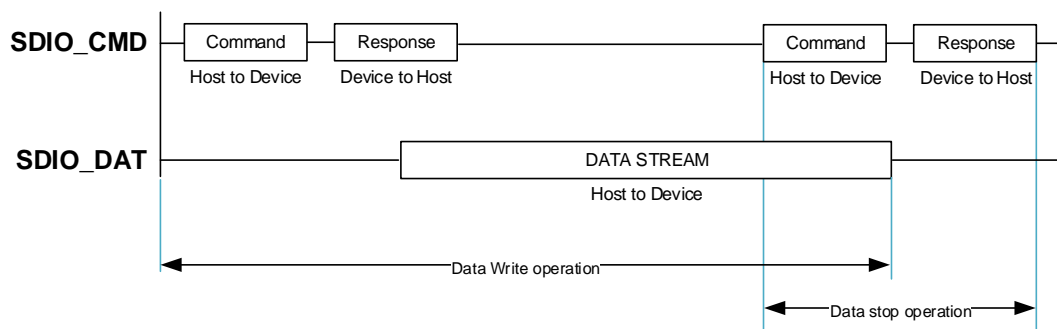 SDIO_CMD
Command
Response
Command
Response
Host to Device
Device to Host
Host to Device
Device to Host
SDIO_DAT
DATA STREAM
Host to Device
Data Write operation
Data stop operation